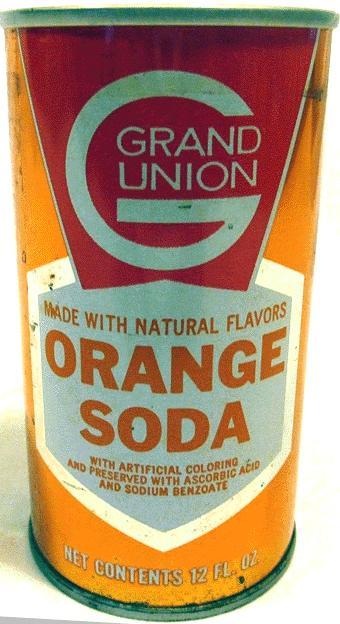 GRAND
UNION
MADE WITH NATURAL FLAVORS
ORANGE
SODA
WITH ARTIFICIAL COLORING
AND PRESERVED WITH ASCORBIC ACID
AND SODIUM BENZOATE
NET CONTENTS 12 FL. OZ.